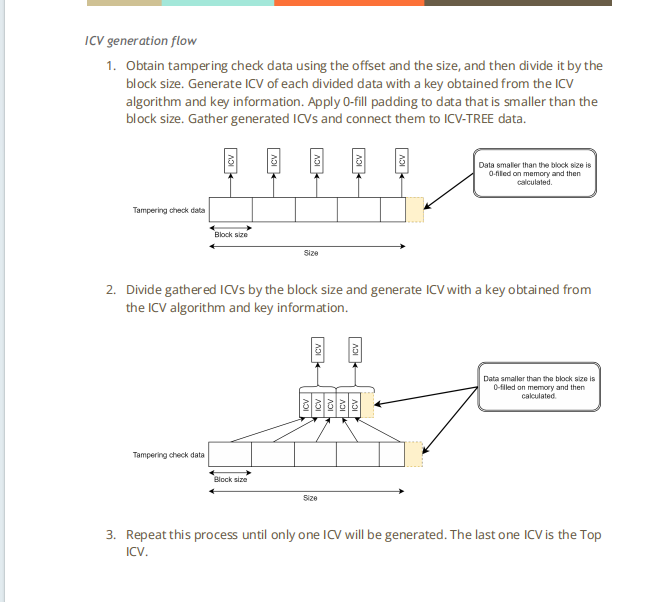 ICV generation flow
1. Obtain tampering check data using the offset and the size, and then divide it by the
block size. Generate ICV of each divided data with a key obtained from the ICV
algorithm and key information. Apply 0-fill padding to data that is smaller than the
block size. Gather generated ICVs and connect them to ICV-TREE data.
ICV
ICV
ICV
ICV
ICV
Data smaller than the block size is
0-filled on memory and then
calculated.
Tampering check data
Block size
Size
2. Divide gathered ICVs by the block size and generate ICV with a key obtained from
the ICV algorithm and key information.
ICV
ICV
Data smaller than the block size is
0-filled on memory and then
calculated.
ICV
ICV
ICV
ICV
ICV
Tampering check data
Block size
Size
3. Repeat this process until only one ICV will be generated. The last one ICV is the Top
ICV.